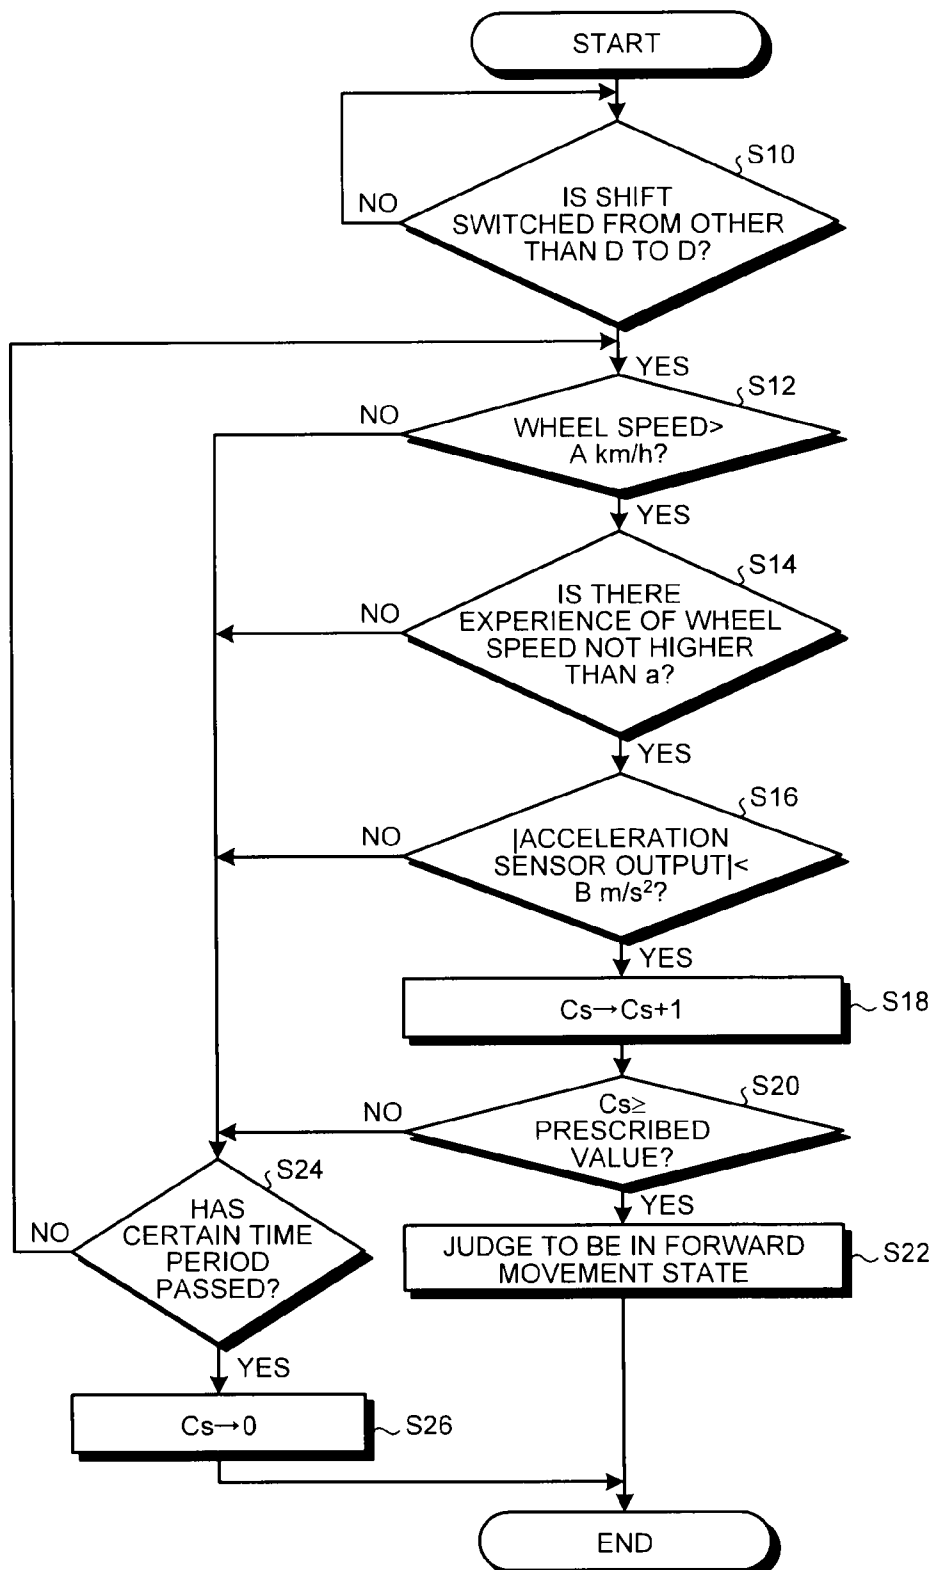 START
S10
NO
IS SHIFT
SWITCHED FROM OTHER
THAN D TO D?
YES
S12
NO
WHEEL SPEED>
A km/h?
YES
S14
NO
IS THERE
EXPERIENCE OF WHEEL
SPEED NOT HIGHER
THAN a?
YES
S16
NO
|ACCELERATION
SENSOR OUTPUT|<
B m/s²?
YES
Cs→Cs+1
S18
S20
NO
Cs≥
PRESCRIBED
VALUE?
YES
S24
NO
HAS
CERTAIN TIME
PERIOD
PASSED?
JUDGE TO BE IN FORWARD
MOVEMENT STATE
S22
YES
Cs→0
S26
END